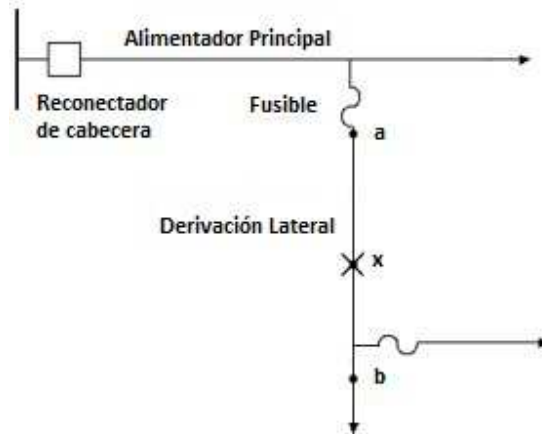 Alimentador Principal
Reconectador
de cabecera
Fusible
a
Derivación Lateral
x
b